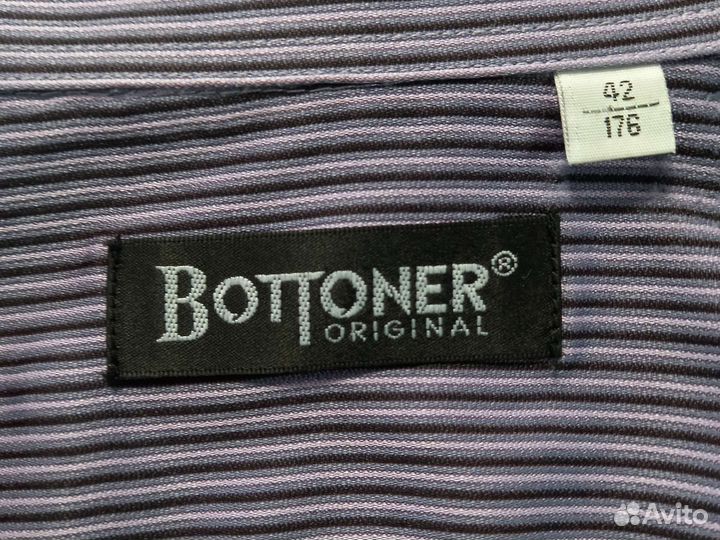 42
176
BOTTONER®
ORIGINAL
Avito